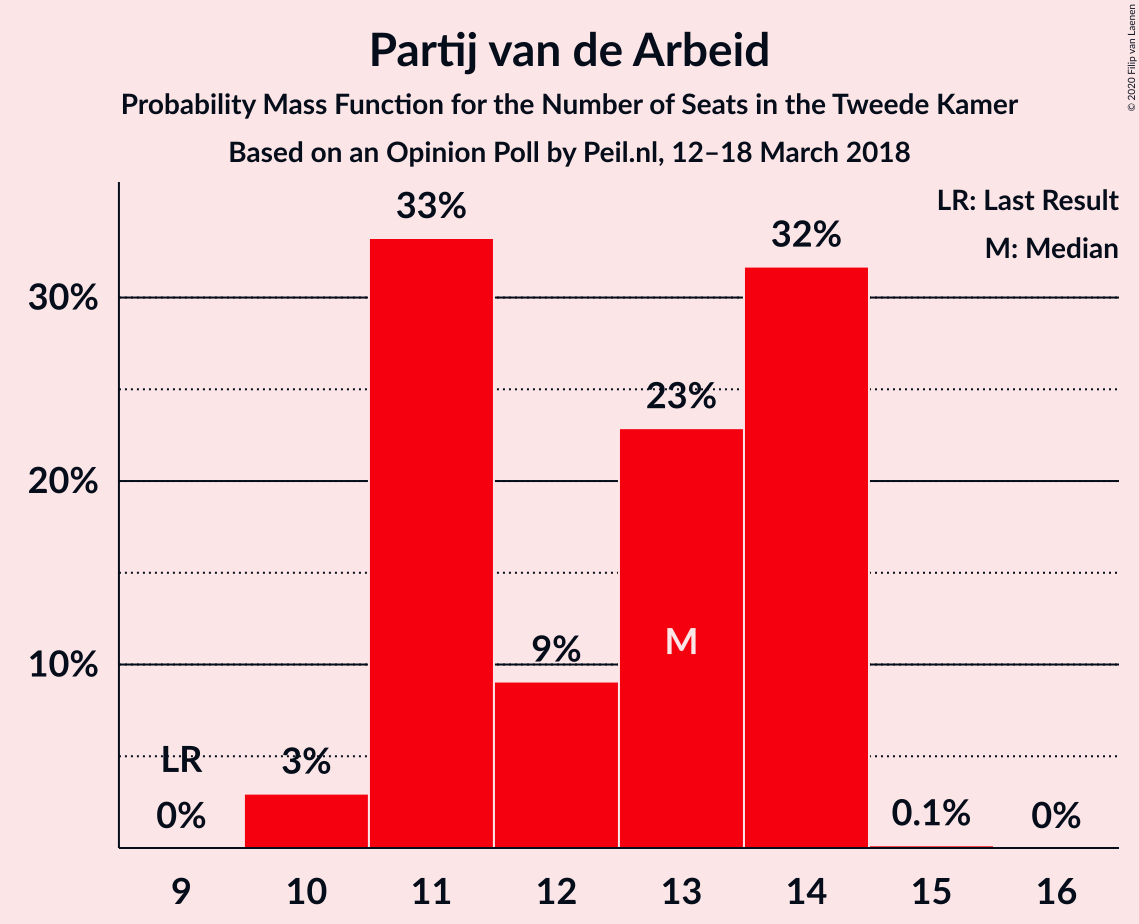 Partij van de Arbeid
Probability Mass Function for the Number of Seats in the Tweede Kamer
Based on an Opinion Poll by Peil.nl, 12–18 March 2018
© 2020 Filip van Laenen
LR: Last Result
M: Median
33%
32%
30%
23%
20%
M
10%
9%
LR
3%
0%
0.1%
0%
9 10 11 12 13 14 15 16